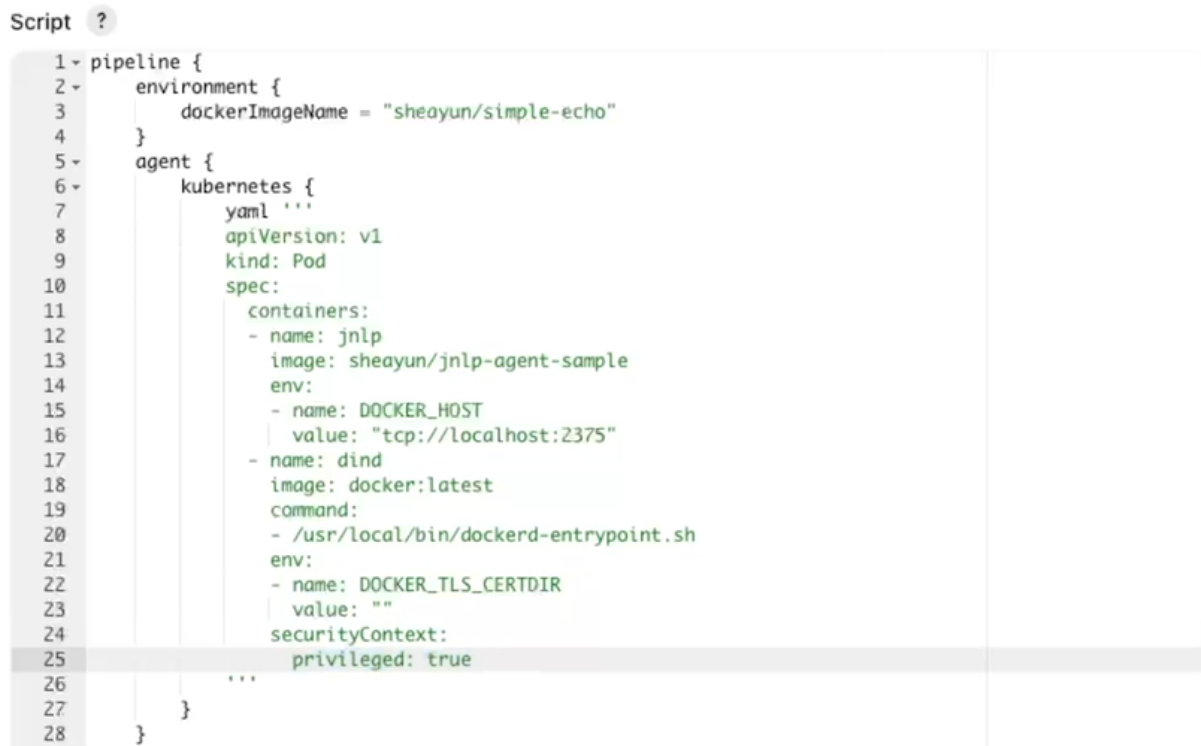 Script ?
1 pipeline {
2     environment {
3         dockerImageName = "sheayun/simple-echo"
4     }
5     agent {
6         kubernetes {
7             yaml '''
8             apiVersion: v1
9             kind: Pod
10             spec:
11               containers:
12               - name: jnlp
13                 image: sheayun/jnlp-agent-sample
14                 env:
15                 - name: DOCKER_HOST
16                   value: "tcp://localhost:2375"
17               - name: dind
18                 image: docker:latest
19                 command:
20                 - /usr/local/bin/dockerd-entrypoint.sh
21                 env:
22                 - name: DOCKER_TLS_CERTDIR
23                   value: ""
24                 securityContext:
25                   privileged: true
26             '''
27         }
28     }